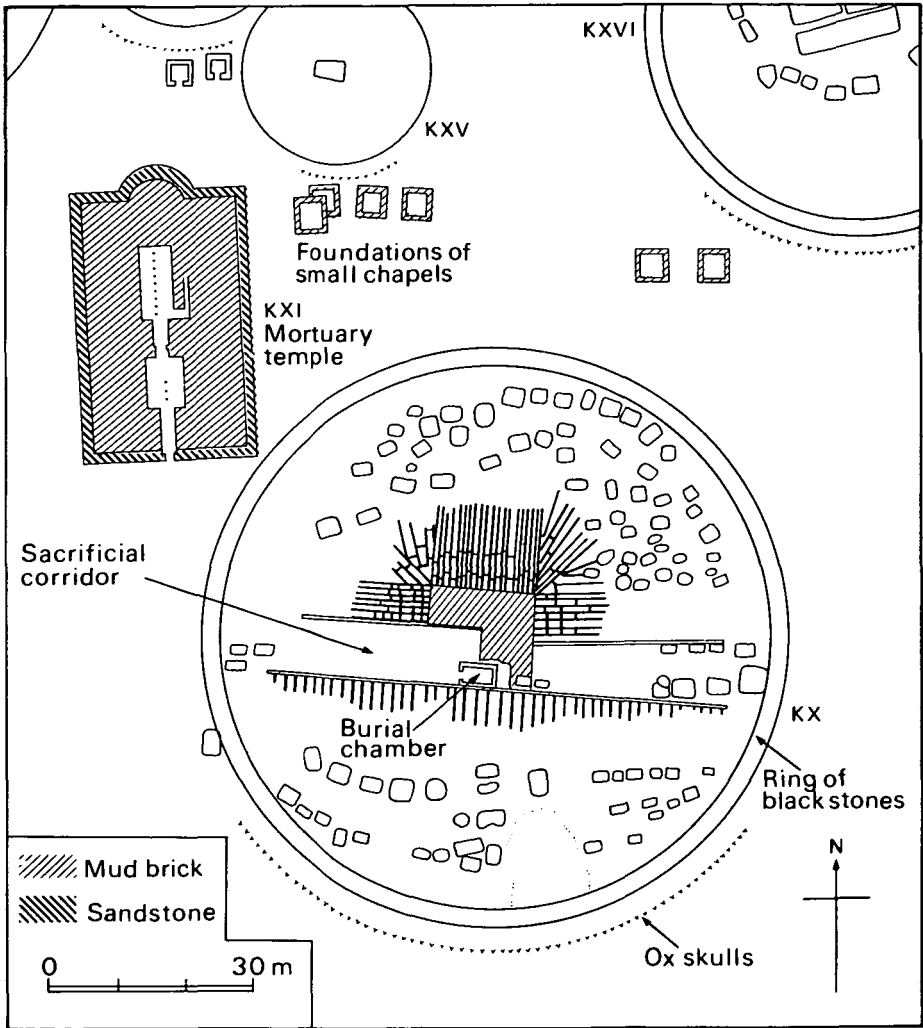 KXVI
KXV
Foundations of
small chapels
KXI
Mortuary
temple
Sacrificial
corridor
Burial
chamber
KX
Ring of
black stones
Mud brick
Sandstone
N
0 30 m
Ox skulls